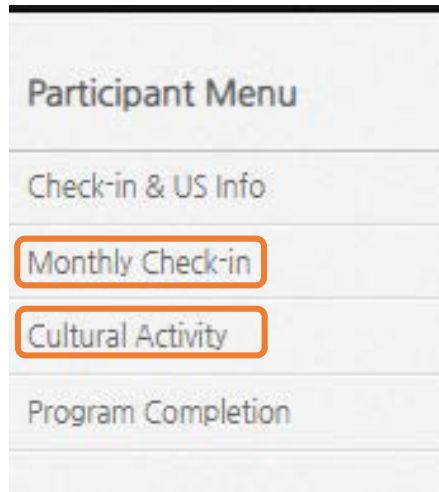 Participant Menu
Check-in & US Info
Monthly Check-in
Cultural Activity
Program Completion